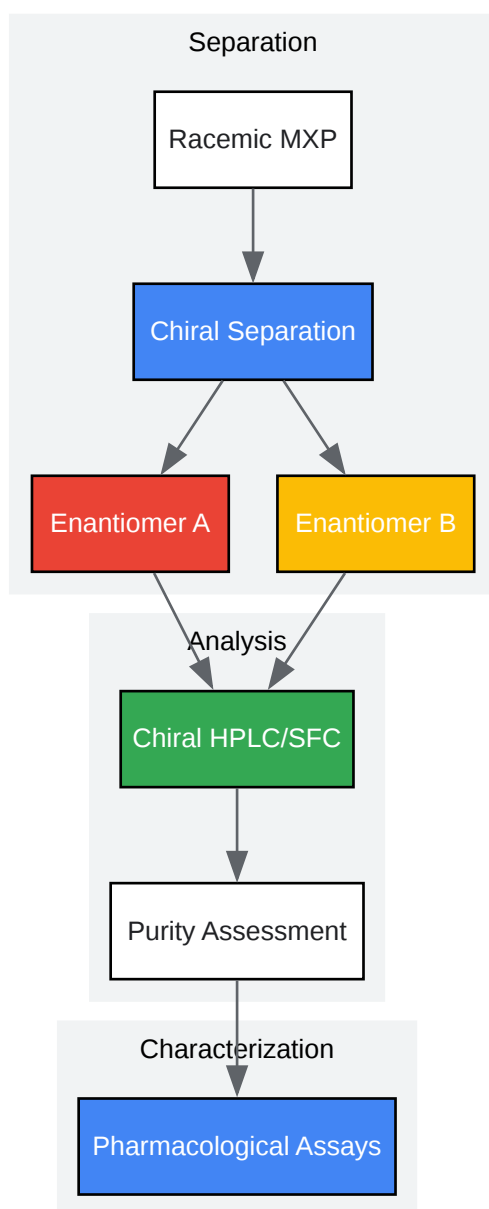 Separation
Racemic MXP
Chiral Separation
Enantiomer A
Enantiomer B
Analysis
Chiral HPLC/SFC
Purity Assessment
Characterization
Pharmacological Assays